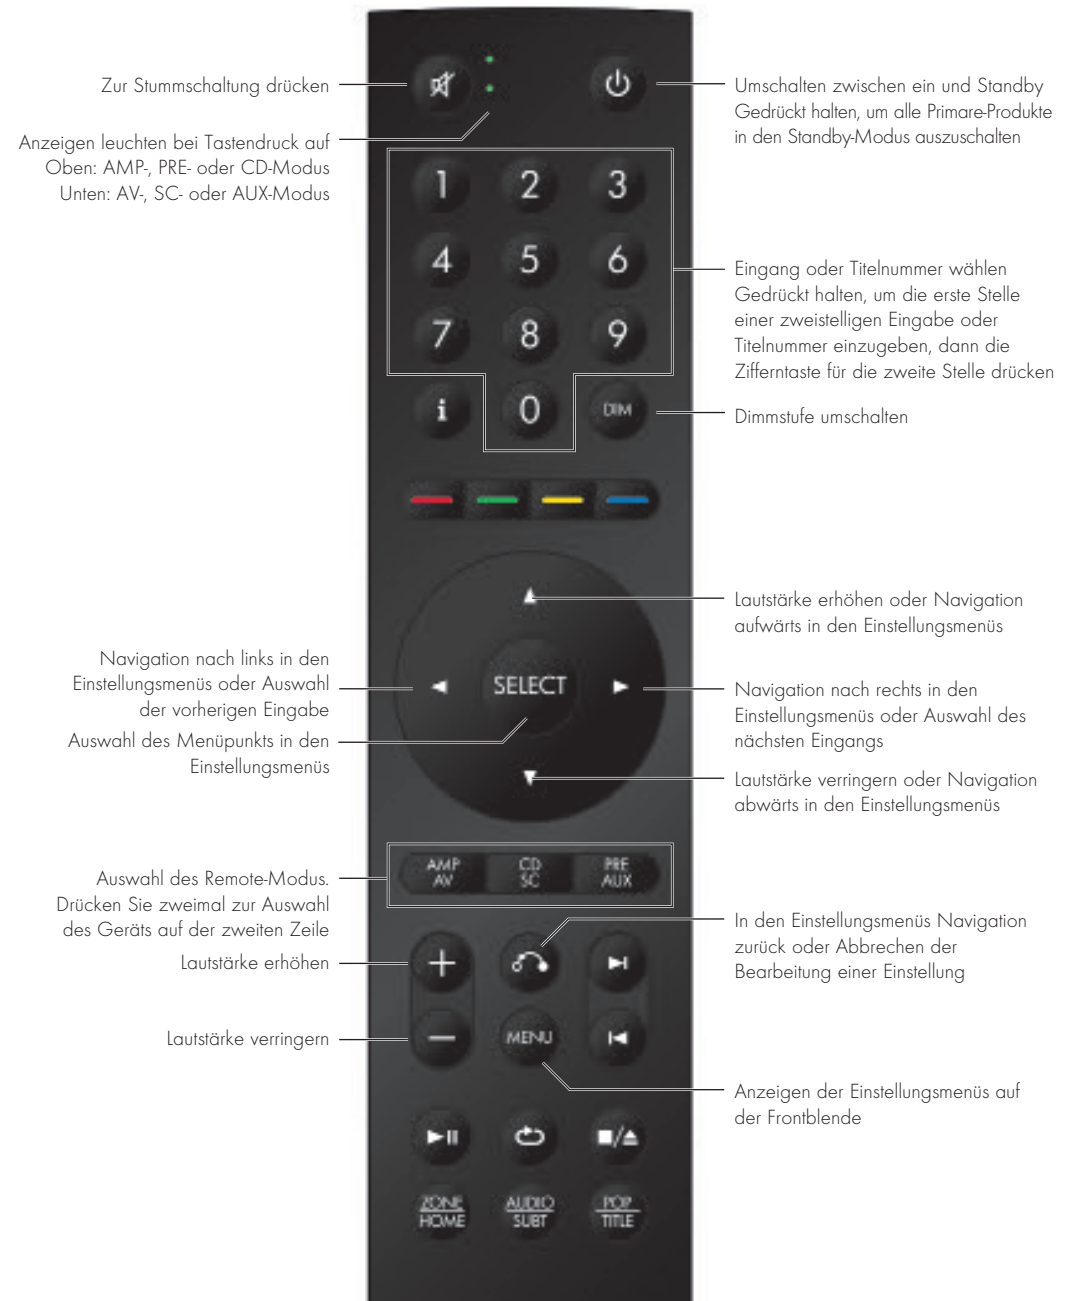 Zur Stummschaltung drücken
Umschalten zwischen ein und Standby
Gedrückt halten, um alle Primare-Produkte
in den Standby-Modus auszuschalten
Anzeigen leuchten bei Tastendruck auf
Oben: AMP-, PRE- oder CD-Modus
Unten: AV-, SC- oder AUX-Modus
1 2 3
4 5 6
7 8 9
i 0 DIM
Eingang oder Titelnummer wählen
Gedrückt halten, um die erste Stelle
einer zweistelligen Eingabe oder
Titelnummer einzugeben, dann die
Zifferntaste für die zweite Stelle drücken
Dimmstufe umschalten
Lautstärke erhöhen oder Navigation
aufwärts in den Einstellungsmenüs
Navigation nach links in den
Einstellungsmenüs oder Auswahl
der vorherigen Eingabe
SELECT
Navigation nach rechts in den
Einstellungsmenüs oder Auswahl des
nächsten Eingangs
Auswahl des Menüpunkts in den
Einstellungsmenüs
Lautstärke verringern oder Navigation
abwärts in den Einstellungsmenüs
AMP CD PRE
AV SC AUX
Auswahl des Remote-Modus.
Drücken Sie zweimal zur Auswahl
des Geräts auf der zweiten Zeile
In den Einstellungsmenüs Navigation
zurück oder Abbrechen der
Bearbeitung einer Einstellung
Lautstärke erhöhen
Lautstärke verringern
MENU
Anzeigen der Einstellungsmenüs auf
der Frontblende
ZONE AUDIO POP
HOME SUBT TITLE